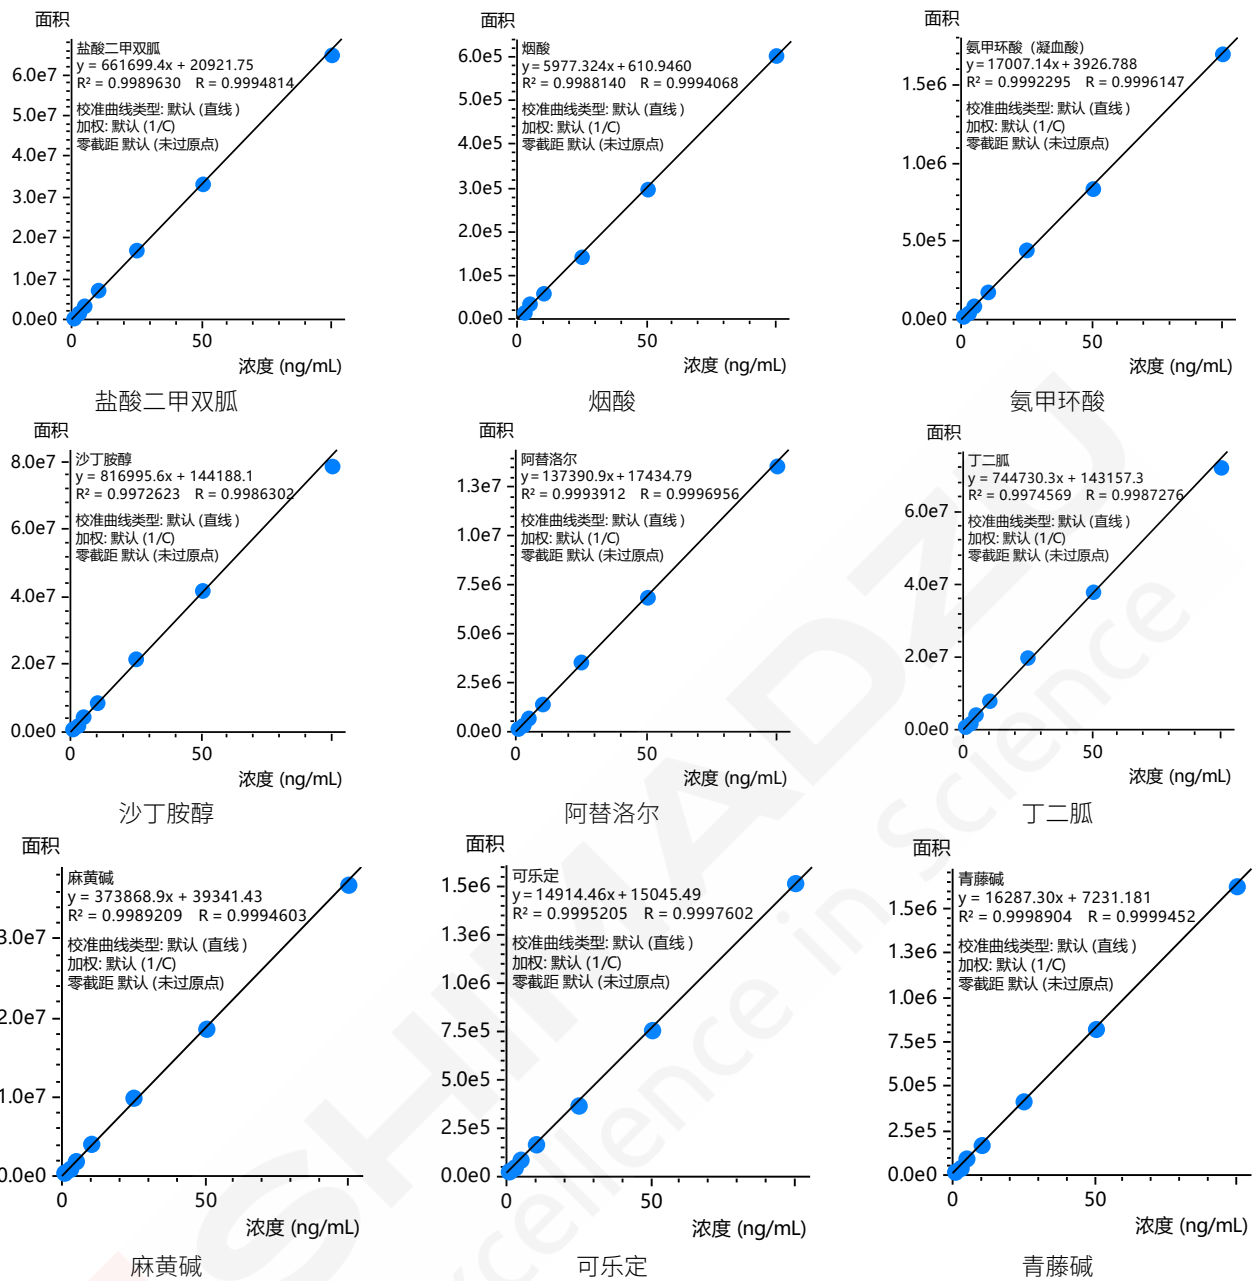 面积
盐酸二甲双胍
y = 661699.4x + 20921.75
R² = 0.9989630 R = 0.9994814
校准曲线类型: 默认 (直线 )
加权: 默认 (1/C)
零截距 默认 (未过原点)
6.0e7
5.0e7
4.0e7
3.0e7
2.0e7
1.0e7
0.0e0
0
50
浓度 (ng/mL)
盐酸二甲双胍
面积
烟酸
y = 5977.324x + 610.9460
R² = 0.9988140 R = 0.9994068
校准曲线类型: 默认 (直线 )
加权: 默认 (1/C)
零截距 默认 (未过原点)
6.0e5
5.0e5
4.0e5
3.0e5
2.0e5
1.0e5
0.0e0
0
50
浓度 (ng/mL)
烟酸
面积
氨甲环酸（凝血酸）
y = 17007.14x + 3926.788
R² = 0.9992295 R = 0.9996147
校准曲线类型: 默认 (直线 )
加权: 默认 (1/C)
零截距 默认 (未过原点)
1.5e6
1.0e6
5.0e5
0.0e0
0
50
浓度 (ng/mL)
氨甲环酸
面积
沙丁胺醇
y = 816995.6x + 144188.1
R² = 0.9972623 R = 0.9986302
校准曲线类型: 默认 (直线 )
加权: 默认 (1/C)
零截距 默认 (未过原点)
8.0e7
6.0e7
4.0e7
2.0e7
0.0e0
0
50
浓度 (ng/mL)
沙丁胺醇
面积
阿替洛尔
y = 137390.9x + 17434.79
R² = 0.9993912 R = 0.9996956
校准曲线类型: 默认 (直线 )
加权: 默认 (1/C)
零截距 默认 (未过原点)
1.3e7
1.0e7
7.5e6
5.0e6
2.5e6
0.0e0
0
50
浓度 (ng/mL)
阿替洛尔
面积
丁二胍
y = 744730.3x + 143157.3
R² = 0.9974569 R = 0.9987276
校准曲线类型: 默认 (直线 )
加权: 默认 (1/C)
零截距 默认 (未过原点)
6.0e7
4.0e7
2.0e7
0.0e0
0
50
浓度 (ng/mL)
丁二胍
面积
麻黄碱
y = 373868.9x + 39341.43
R² = 0.9989209 R = 0.9994603
校准曲线类型: 默认 (直线 )
加权: 默认 (1/C)
零截距 默认 (未过原点)
3.0e7
2.0e7
1.0e7
0.0e0
0
50
浓度 (ng/mL)
麻黄碱
面积
可乐定
y = 14914.46x + 15045.49
R² = 0.9995205 R = 0.9997602
校准曲线类型: 默认 (直线 )
加权: 默认 (1/C)
零截距 默认 (未过原点)
1.5e6
1.3e6
1.0e6
7.5e5
5.0e5
2.5e5
0.0e0
0
50
浓度 (ng/mL)
可乐定
面积
青藤碱
y = 16287.30x + 7231.181
R² = 0.9998904 R = 0.9999452
校准曲线类型: 默认 (直线 )
加权: 默认 (1/C)
零截距 默认 (未过原点)
1.5e6
1.3e6
1.0e6
7.5e5
5.0e5
2.5e5
0.0e0
0
50
浓度 (ng/mL)
青藤碱
SHIMADZU
Excellence in Science